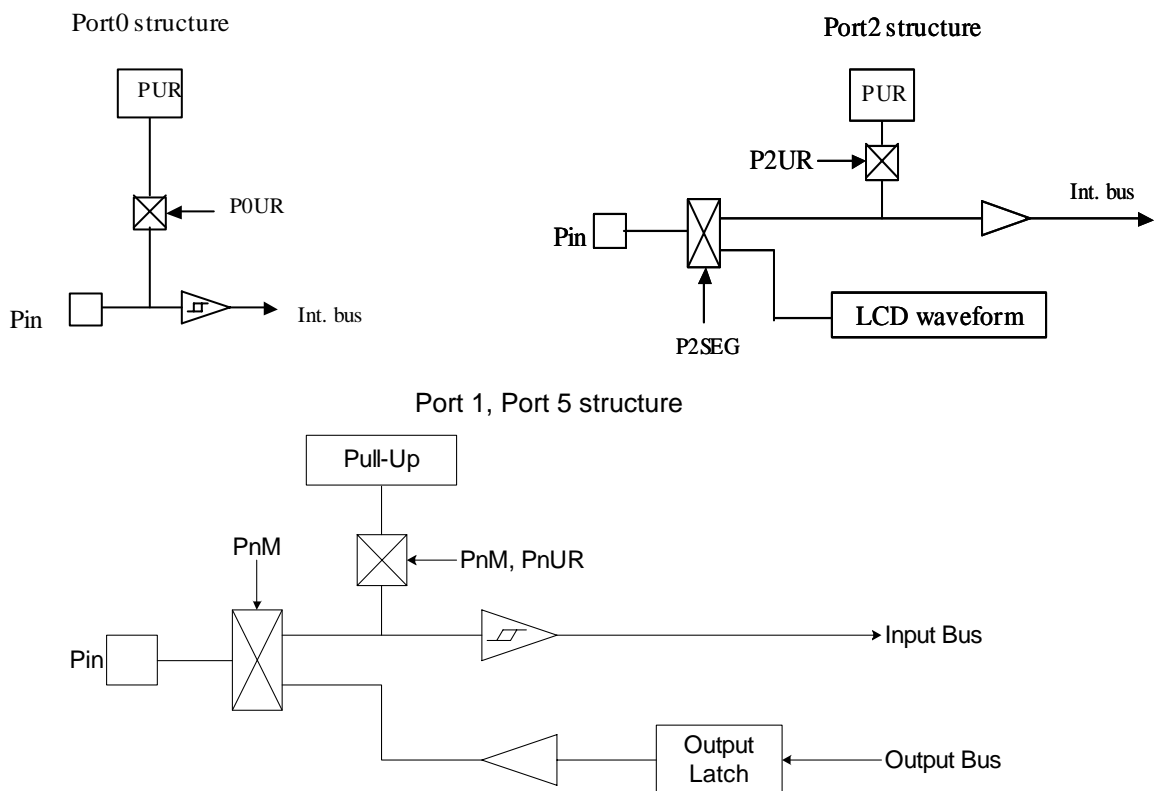 Port0 structure
PUR
P0UR
Pin
Int. bus
Port2 structure
PUR
P2UR
Int. bus
Pin
LCD waveform
P2SEG
Port 1, Port 5 structure
Pull-Up
PnM
PnM, PnUR
Pin
Input Bus
Output
Latch
Output Bus